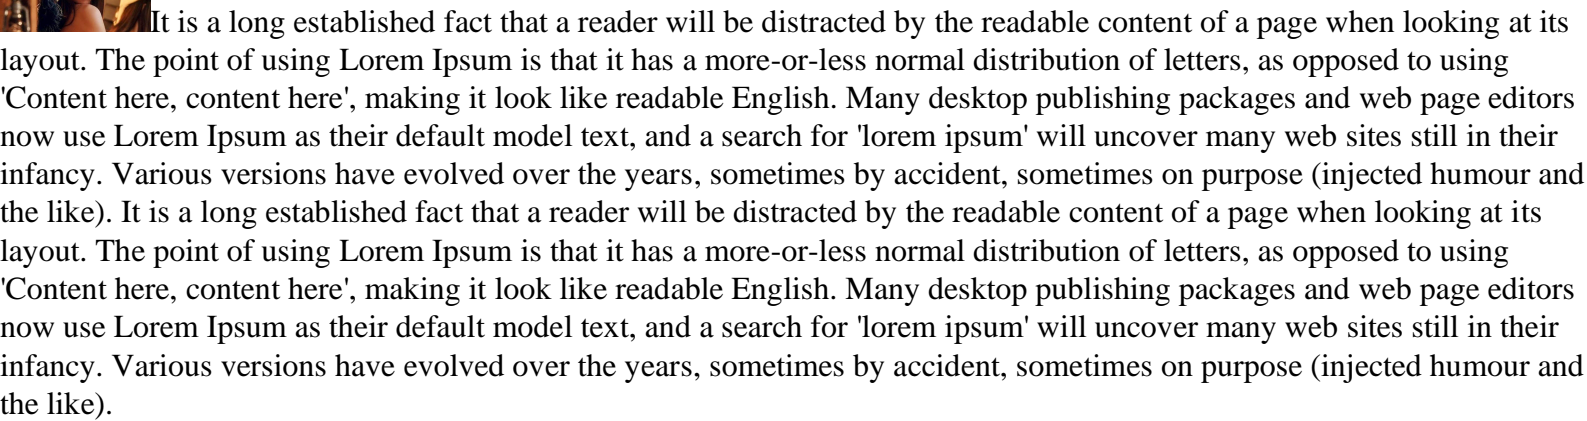 It is a long established fact that a reader will be distracted by the readable content of a page when looking at its
layout. The point of using Lorem Ipsum is that it has a more-or-less normal distribution of letters, as opposed to using
'Content here, content here', making it look like readable English. Many desktop publishing packages and web page editors
now use Lorem Ipsum as their default model text, and a search for 'lorem ipsum' will uncover many web sites still in their
infancy. Various versions have evolved over the years, sometimes by accident, sometimes on purpose (injected humour and
the like). It is a long established fact that a reader will be distracted by the readable content of a page when looking at its
layout. The point of using Lorem Ipsum is that it has a more-or-less normal distribution of letters, as opposed to using
'Content here, content here', making it look like readable English. Many desktop publishing packages and web page editors
now use Lorem Ipsum as their default model text, and a search for 'lorem ipsum' will uncover many web sites still in their
infancy. Various versions have evolved over the years, sometimes by accident, sometimes on purpose (injected humour and
the like).